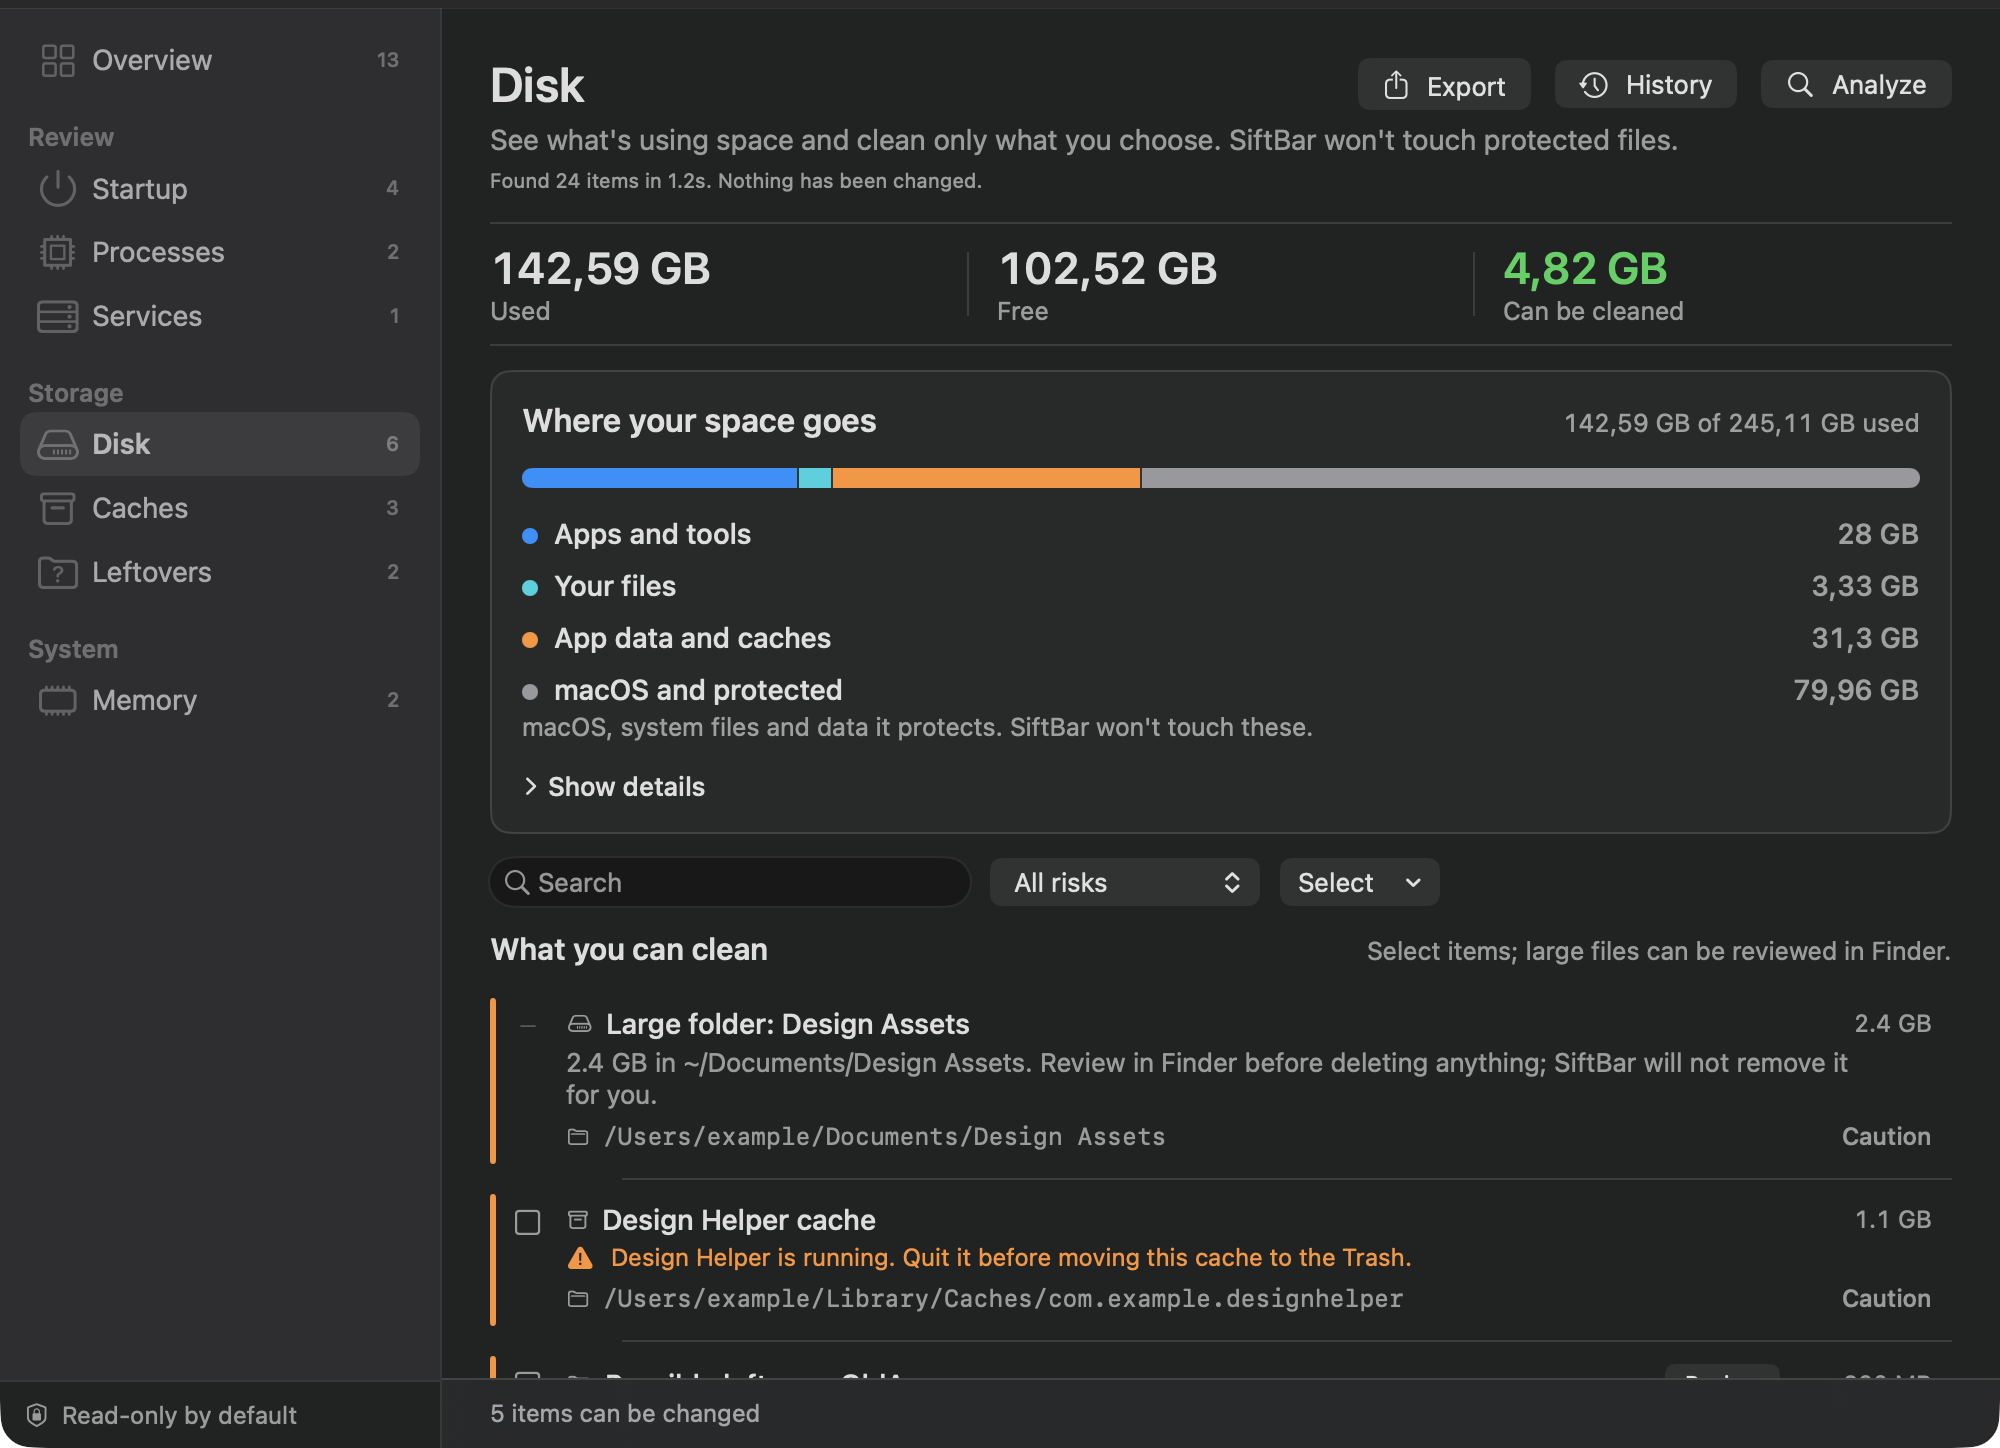 Overview 13
Review
Startup 4
Processes 2
Services 1
Storage
Disk 6
Caches 3
Leftovers 2
System
Memory 2
Read-only by default
Disk
Export
History
Analyze
See what's using space and clean only what you choose. SiftBar won't touch protected files.
Found 24 items in 1.2s. Nothing has been changed.
142,59 GB
Used
102,52 GB
Free
4,82 GB
Can be cleaned
Where your space goes
142,59 GB of 245,11 GB used
Apps and tools 28 GB
Your files 3,33 GB
App data and caches 31,3 GB
macOS and protected 79,96 GB
macOS, system files and data it protects. SiftBar won't touch these.
Show details
Search
All risks
Select
What you can clean
Select items; large files can be reviewed in Finder.
Large folder: Design Assets 2.4 GB
2.4 GB in ~/Documents/Design Assets. Review in Finder before deleting anything; SiftBar will not remove it
for you.
/Users/example/Documents/Design Assets Caution
Design Helper cache 1.1 GB
Design Helper is running. Quit it before moving this cache to the Trash.
/Users/example/Library/Caches/com.example.designhelper Caution
5 items can be changed